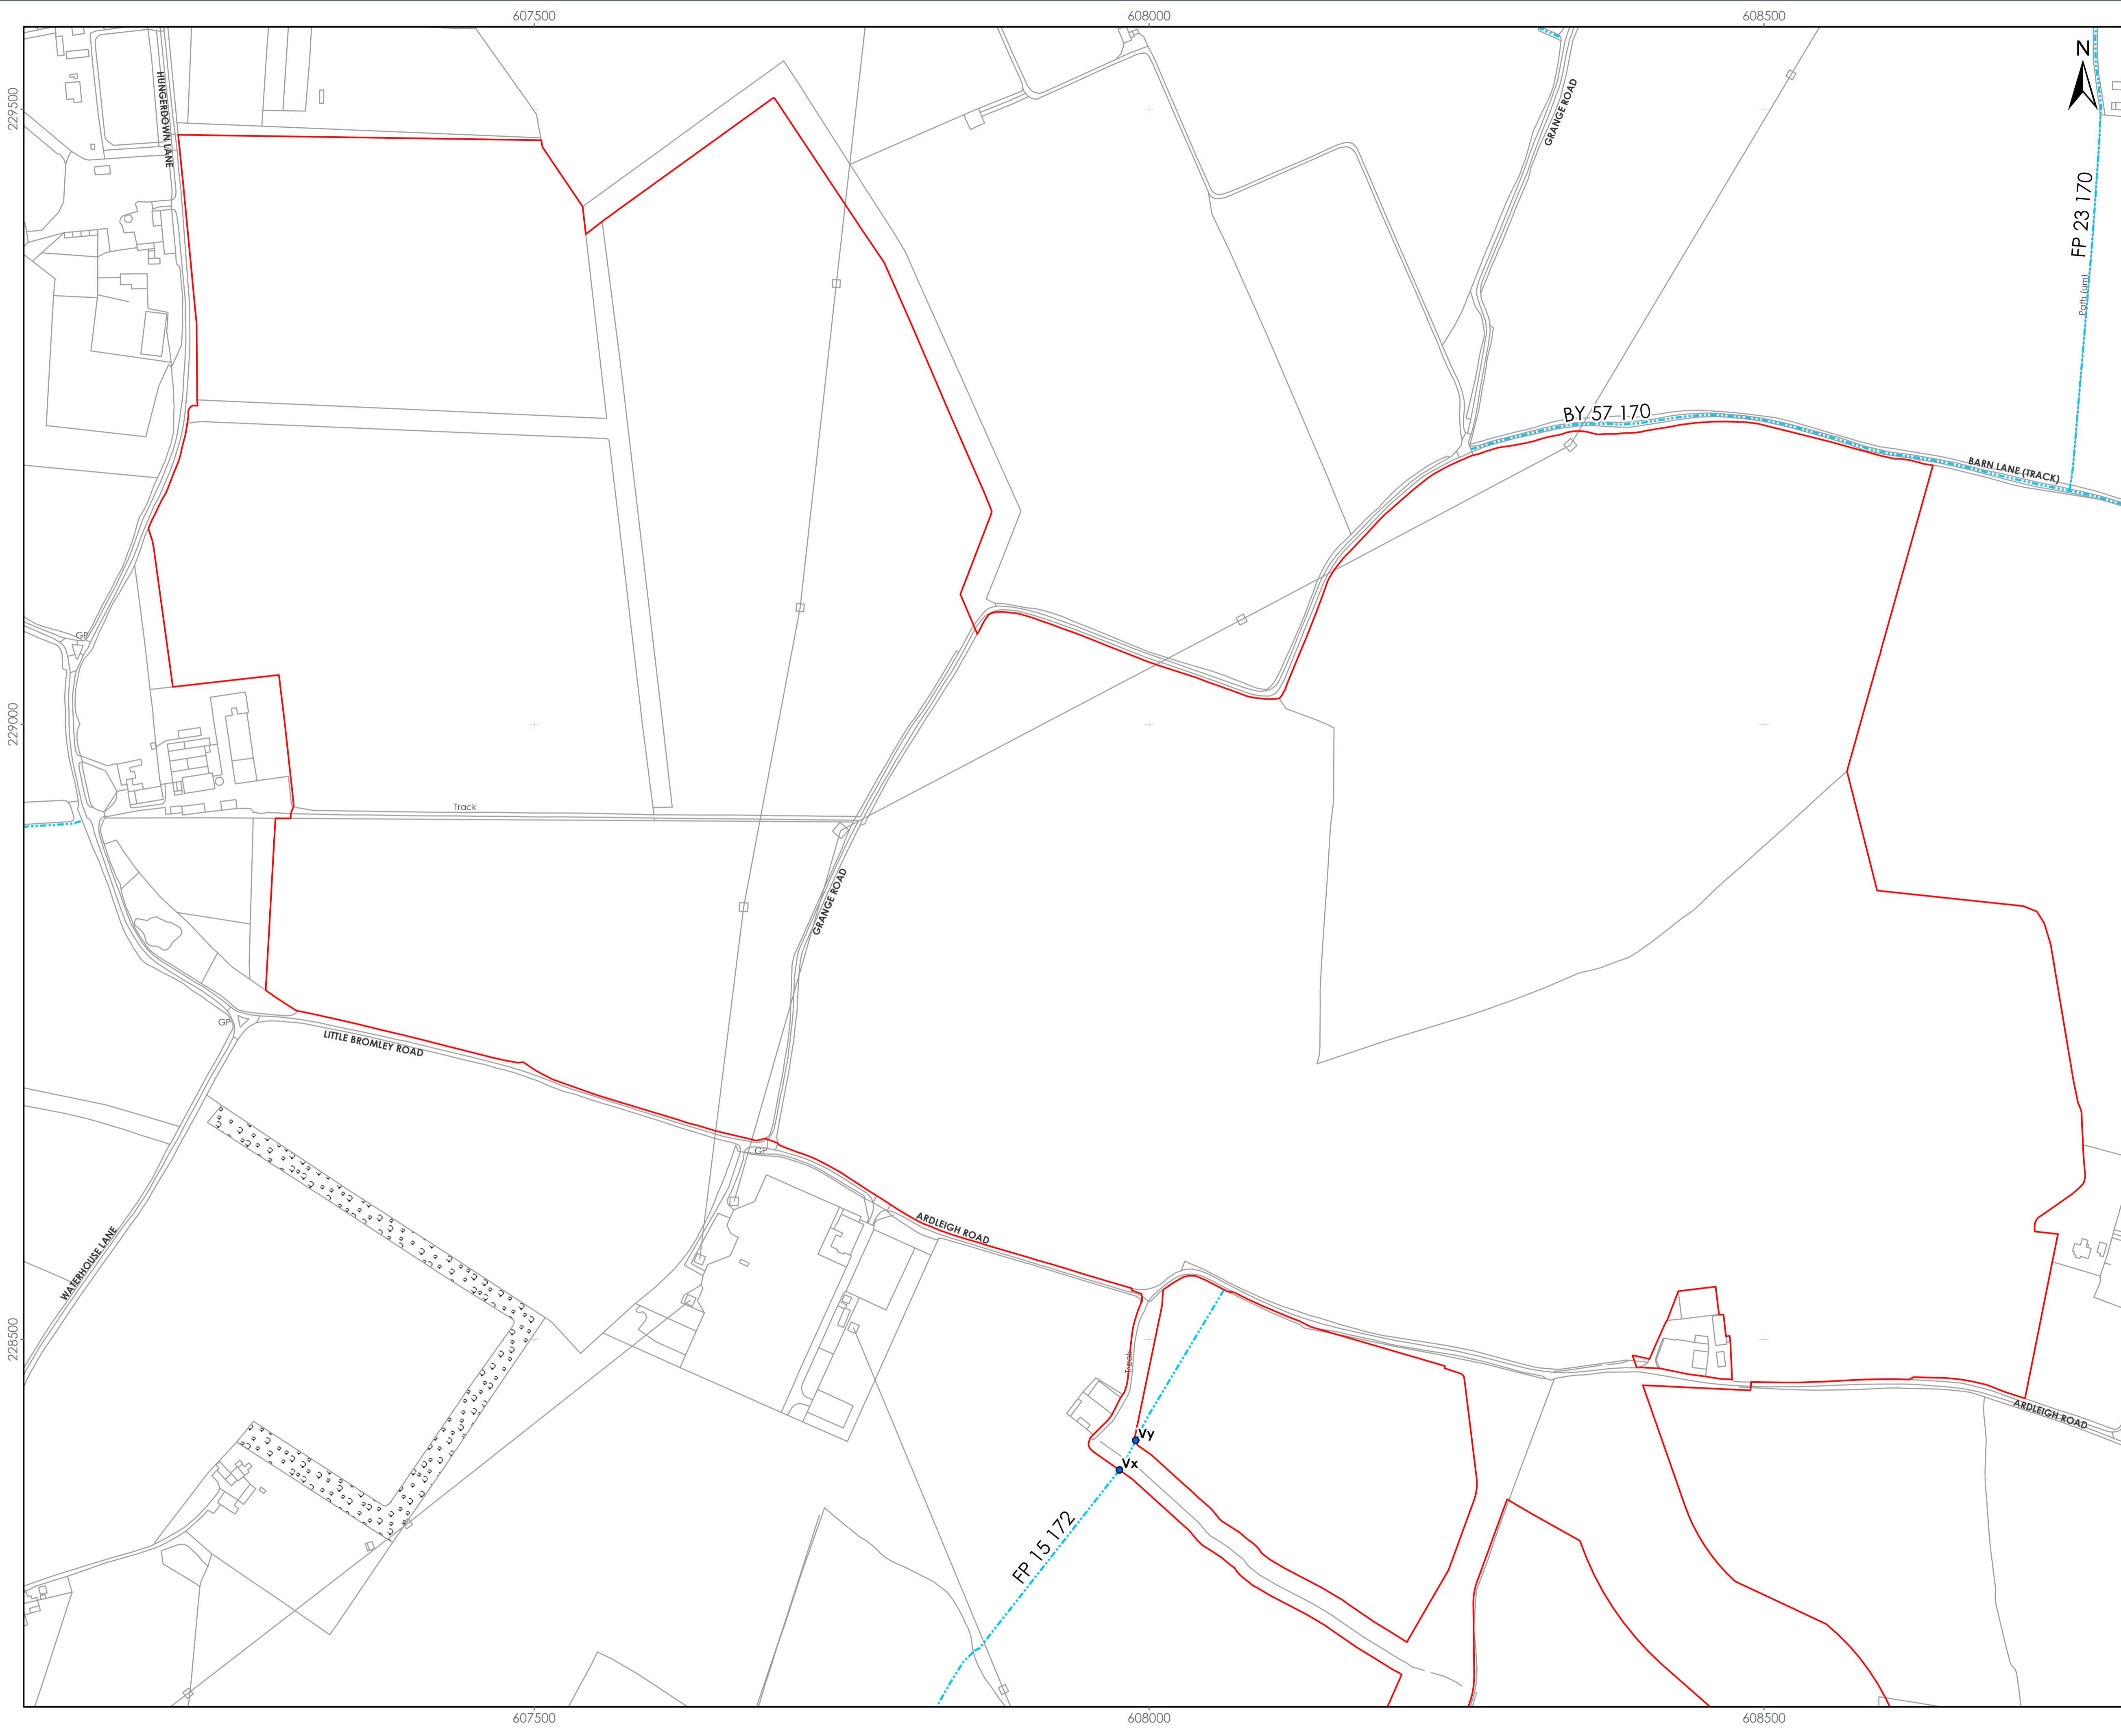 607500
608000
608500
229500
229000
228500
N
HUNGERDOWN LANE
GRANGE ROAD
FP 23 170
Path (um)
BY 57 170
BARN LANE (TRACK)
GP
Track
GRANGE ROAD
GP
LITTLE BROMLEY ROAD
GP
ARDLEIGH ROAD
WATERHOUSE LANE
Track
ARDLEIGH ROAD
Vy
Vx
FP 15 172
607500
608000
608500